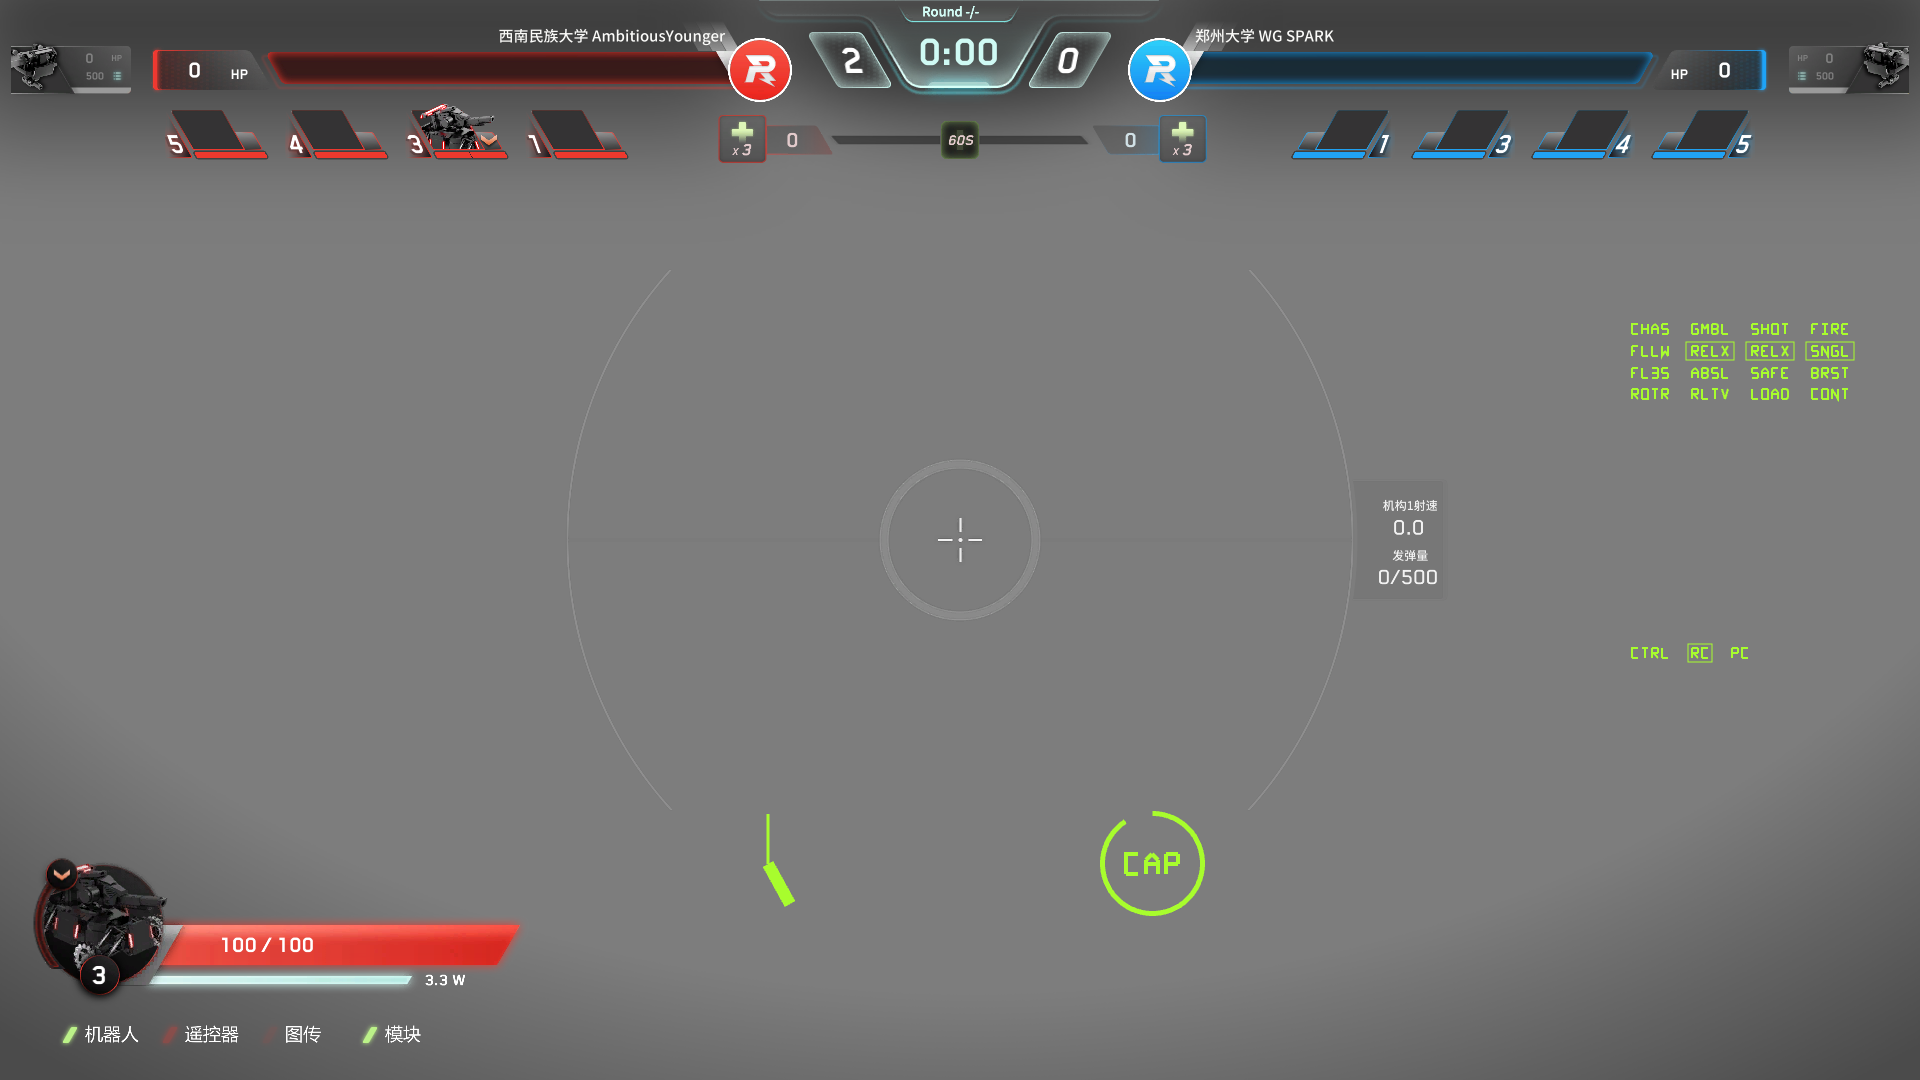 Round -/-
西南民族大学 AmbitiousYounger
郑州大学 WG SPARK
0 HP
500
0 HP
2
0:00
0
HP 0
HP 0
500
5
4
3
1
x 3
0
60S
0
x 3
1
3
4
5
CHAS GMBL SHOT FIRE
FLLW RELX RELX SNGL
FL35 ABSL SAFE BRST
ROTR RLTV LOAD CONT
机构1射速
0.0
发弹量
0/500
CTRL RC PC
CAP
100 / 100
3
3.3 W
机器人 遥控器 图传 模块